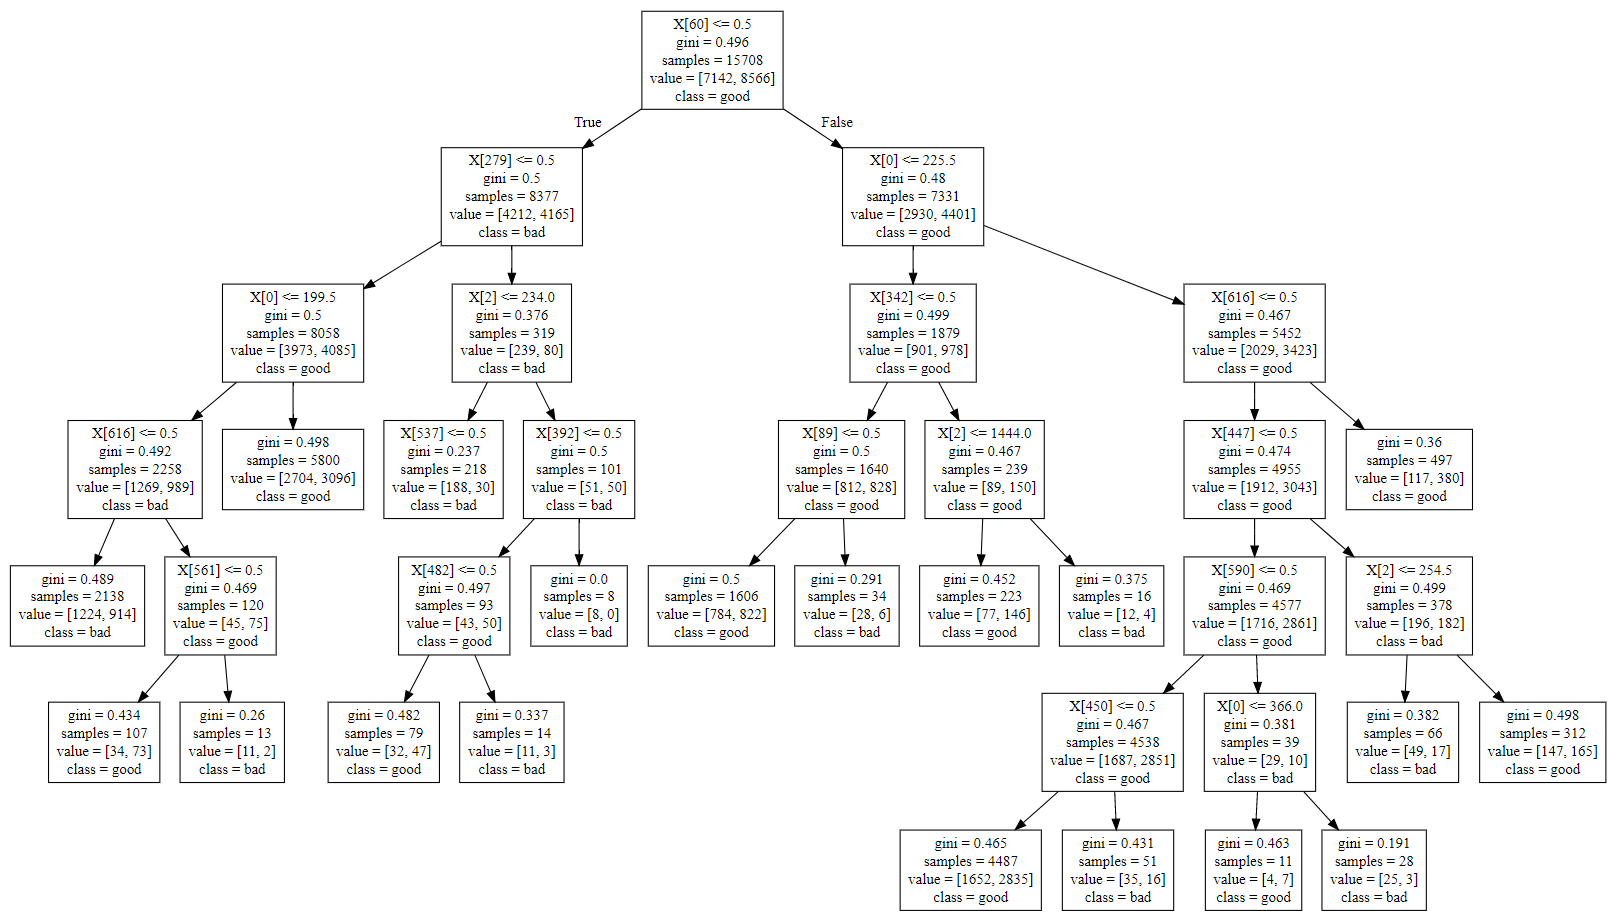 X[60] <= 0.5
gini = 0.496
samples = 15708
value = [7142, 8566]
class = good
True
False
X[279] <= 0.5
gini = 0.5
samples = 8377
value = [4212, 4165]
class = bad
X[0] <= 225.5
gini = 0.48
samples = 7331
value = [2930, 4401]
class = good
X[0] <= 199.5
gini = 0.5
samples = 8058
value = [3973, 4085]
class = good
X[2] <= 234.0
gini = 0.376
samples = 319
value = [239, 80]
class = bad
X[342] <= 0.5
gini = 0.499
samples = 1879
value = [901, 978]
class = good
X[616] <= 0.5
gini = 0.467
samples = 5452
value = [2029, 3423]
class = good
X[616] <= 0.5
gini = 0.492
samples = 2258
value = [1269, 989]
class = bad
gini = 0.498
samples = 5800
value = [2704, 3096]
class = good
X[537] <= 0.5
gini = 0.237
samples = 218
value = [188, 30]
class = bad
X[392] <= 0.5
gini = 0.5
samples = 101
value = [51, 50]
class = bad
X[89] <= 0.5
gini = 0.5
samples = 1640
value = [812, 828]
class = good
X[2] <= 1444.0
gini = 0.467
samples = 239
value = [89, 150]
class = good
X[447] <= 0.5
gini = 0.474
samples = 4955
value = [1912, 3043]
class = good
gini = 0.36
samples = 497
value = [117, 380]
class = good
gini = 0.489
samples = 2138
value = [1224, 914]
class = bad
X[561] <= 0.5
gini = 0.469
samples = 120
value = [45, 75]
class = good
X[482] <= 0.5
gini = 0.497
samples = 93
value = [43, 50]
class = good
gini = 0.0
samples = 8
value = [8, 0]
class = bad
gini = 0.5
samples = 1606
value = [784, 822]
class = good
gini = 0.291
samples = 34
value = [28, 6]
class = bad
gini = 0.452
samples = 223
value = [77, 146]
class = good
gini = 0.375
samples = 16
value = [12, 4]
class = bad
X[590] <= 0.5
gini = 0.469
samples = 4577
value = [1716, 2861]
class = good
X[2] <= 254.5
gini = 0.499
samples = 378
value = [196, 182]
class = bad
gini = 0.434
samples = 107
value = [34, 73]
class = good
gini = 0.26
samples = 13
value = [11, 2]
class = bad
gini = 0.482
samples = 79
value = [32, 47]
class = good
gini = 0.337
samples = 14
value = [11, 3]
class = bad
X[450] <= 0.5
gini = 0.467
samples = 4538
value = [1687, 2851]
class = good
X[0] <= 366.0
gini = 0.381
samples = 39
value = [29, 10]
class = bad
gini = 0.382
samples = 66
value = [49, 17]
class = bad
gini = 0.498
samples = 312
value = [147, 165]
class = good
gini = 0.465
samples = 4487
value = [1652, 2835]
class = good
gini = 0.431
samples = 51
value = [35, 16]
class = bad
gini = 0.463
samples = 11
value = [4, 7]
class = good
gini = 0.191
samples = 28
value = [25, 3]
class = bad